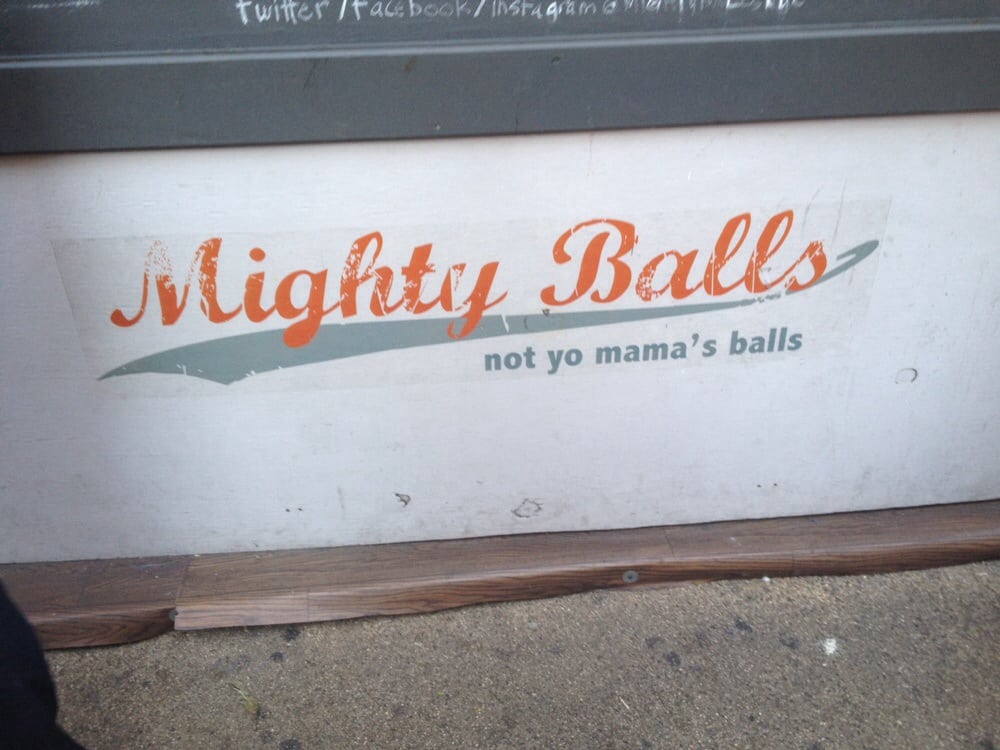 twitter/facebook/instagram@
Mighty Balls
not yo mama's balls